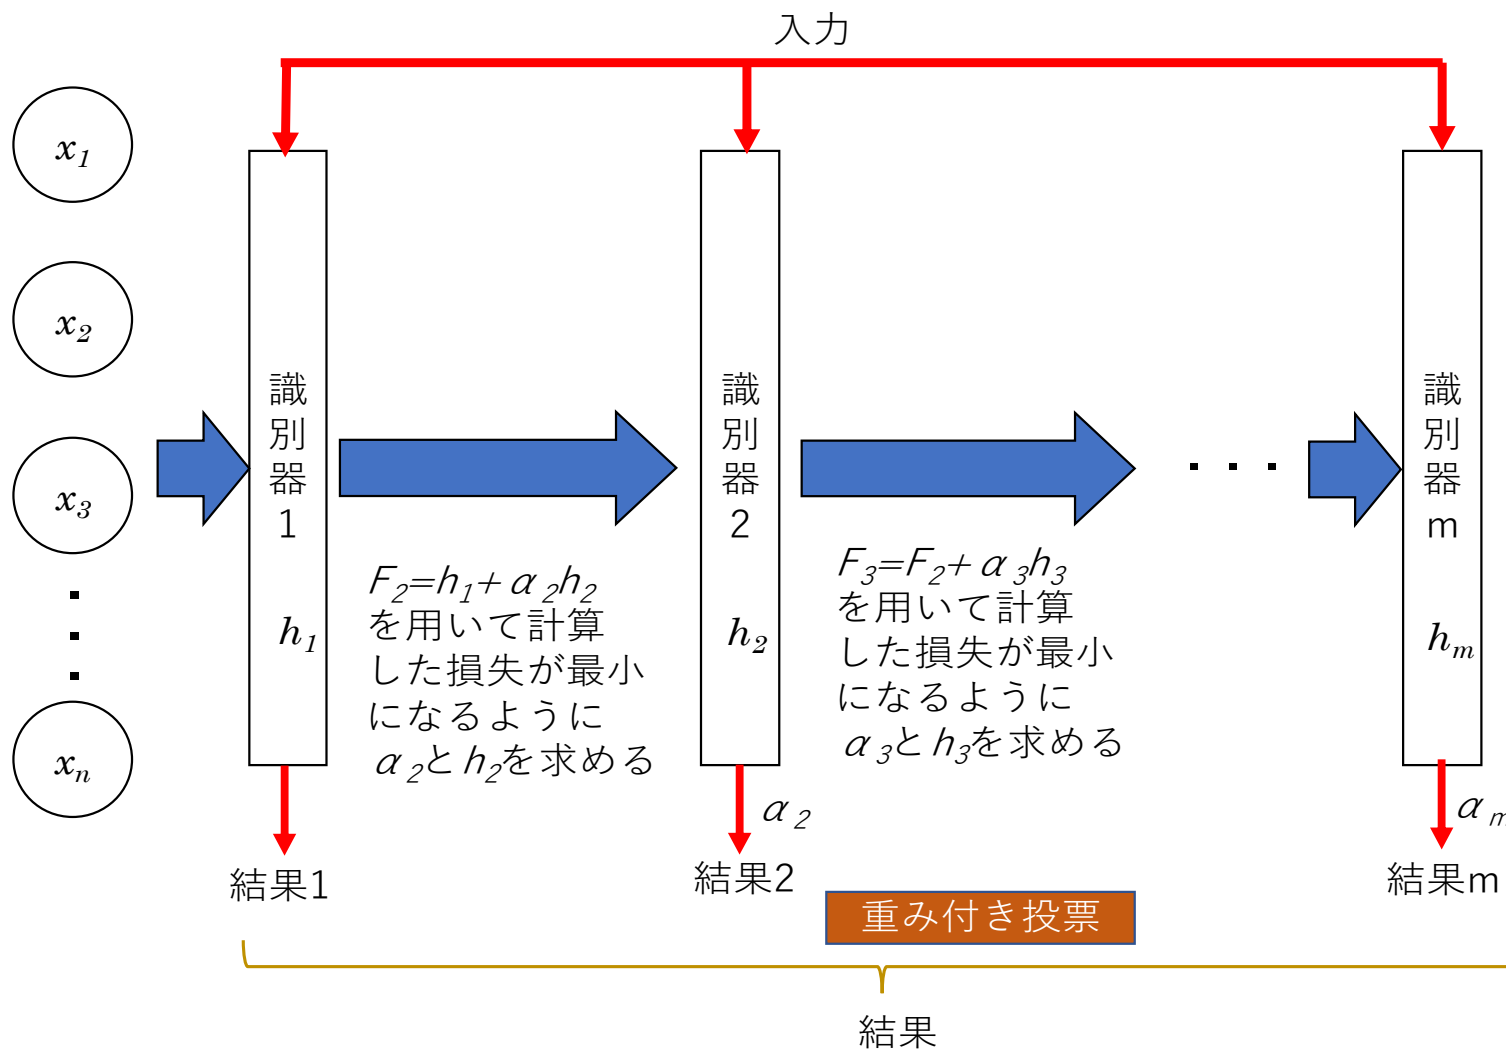 入力
x₁
x₂
x₃
xₙ
識
別
器
1
h₁
F₂=h₁+α₂h₂
を用いて計算
した損失が最小
になるように
α₂とh₂を求める
識
別
器
2
h₂
F₃=F₂+α₃h₃
を用いて計算
した損失が最小
になるように
α₃とh₃を求める
・・・
識
別
器
m
hₘ
結果1
α₂
結果2
αₘ
結果m
重み付き投票
結果